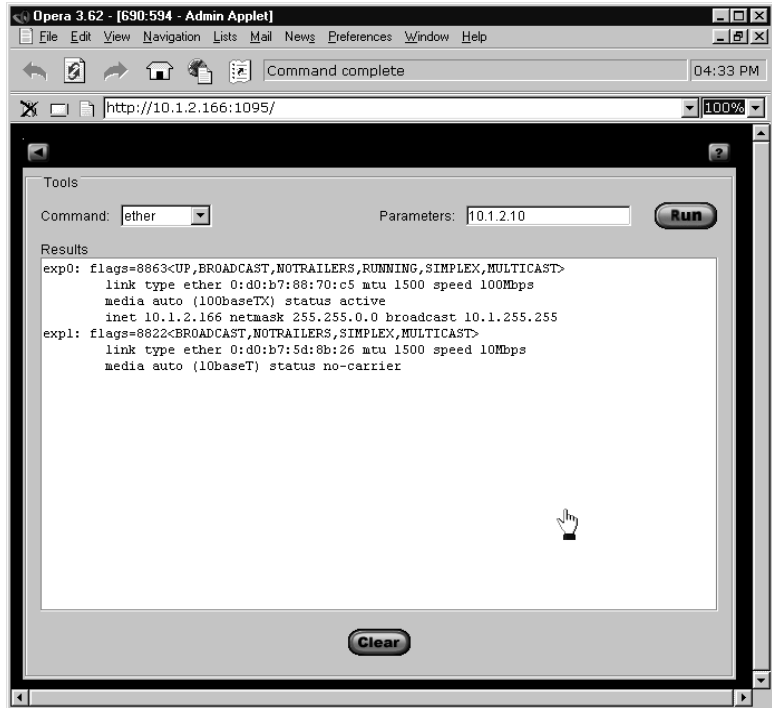 Opera 3.62 - [690:594 - Admin Applet]
File Edit View Navigation Lists Mail News Preferences Window Help
Command complete
04:33 PM
http://10.1.2.166:1095/
100%
?
Tools
Command: ether
Parameters: 10.1.2.10
Run
Results
exp0: flags=8863<UP,BROADCAST,NOTRAILERS,RUNNING,SIMPLEX,MULTICAST>
link type ether 0:d0:b7:88:70:c5 mtu 1500 speed 100Mbps
media auto (100baseTX) status active
inet 10.1.2.166 netmask 255.255.0.0 broadcast 10.1.255.255
exp1: flags=8822<BROADCAST,NOTRAILERS,SIMPLEX,MULTICAST>
link type ether 0:d0:b7:5d:8b:26 mtu 1500 speed 10Mbps
media auto (10baseT) status no-carrier
Clear